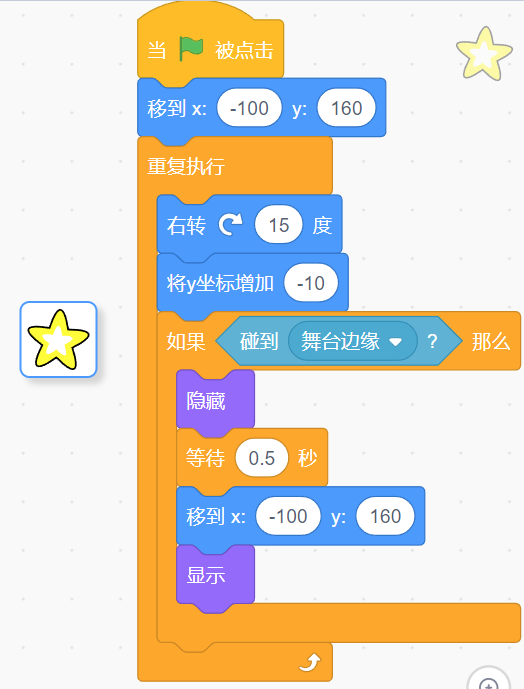 当 被点击
移到 x: -100 y: 160
重复执行
右转 15 度
将y坐标增加 -10
如果 碰到 舞台边缘 ? 那么
隐藏
等待 0.5 秒
移到 x: -100 y: 160
显示